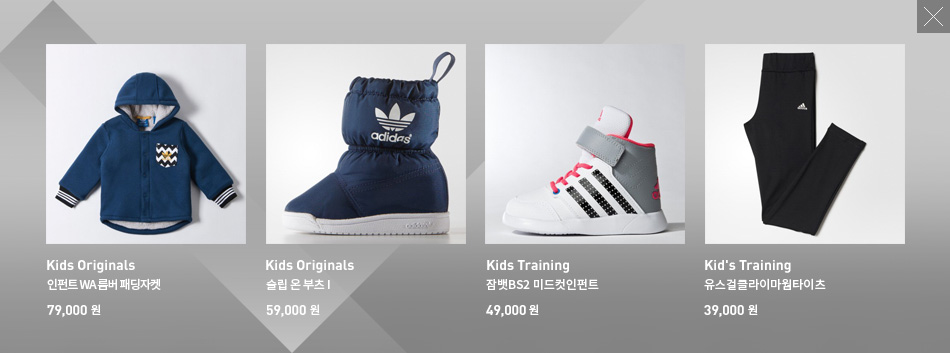 adidas
adidas
Kids Originals
인펀트 WA 롬버 패딩자켓
79,000 원
Kids Originals
슬립 온 부츠 I
59,000 원
Kids Training
잠뱃BS2 미드컷인펀트
49,000 원
Kid's Training
유스걸클라이마웜타이츠
39,000 원